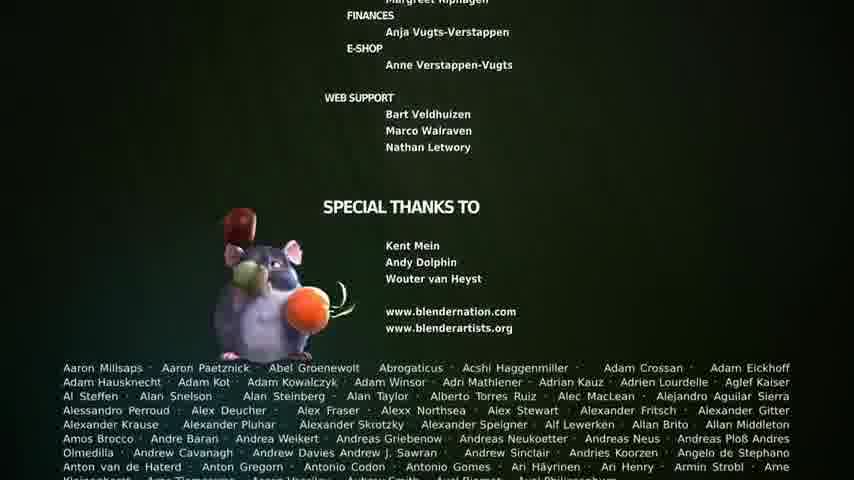 Margreet Riphagen
FINANCES
Anja Vugts-Verstappen
E-SHOP
Anne Verstappen-Vugts
WEB SUPPORT
Bart Veldhuizen
Marco Walraven
Nathan Letwory
SPECIAL THANKS TO
Kent Mein
Andy Dolphin
Wouter van Heyst
www.blendernation.com
www.blenderartists.org
Aaron Millsaps · Aaron Paetznick · Abel Groenewolt · Abrogaticus · Acshi Haggenmiller · Adam Crossan · Adam Eickhoff
Adam Hausknecht · Adam Kot · Adam Kowalczyk · Adam Winsor · Adri Mathlener · Adrian Kauz · Adrien Lourdelle · Aglef Kaiser
Al Steffen · Alan Snelson · Alan Steinberg · Alan Taylor · Alberto Torres Ruiz · Alec MacLean · Alejandro Aguilar Sierra
Alessandro Perroud · Alex Deucher · Alex Fraser · Alexx Northsea · Alex Stewart · Alexander Fritsch · Alexander Gitter
Alexander Krause · Alexander Pluhar · Alexander Skrotzky · Alexander Speigner · Alf Lewerken · Allan Brito · Allan Middleton
Amos Brocco · Andre Baran · Andrea Weikert · Andreas Griebenow · Andreas Neukoetter · Andreas Neus · Andreas Ploß Andres
Olmedilla · Andrew Cavanagh · Andrew Davies Andrew J. Sawran · Andrew Sinclair · Andries Koorzen · Angelo de Stephano
Anton van de Haterd · Anton Gregorn · Antonio Codon · Antonio Gomes · Ari Häyrinen · Ari Henry · Armin Strobl · Arne